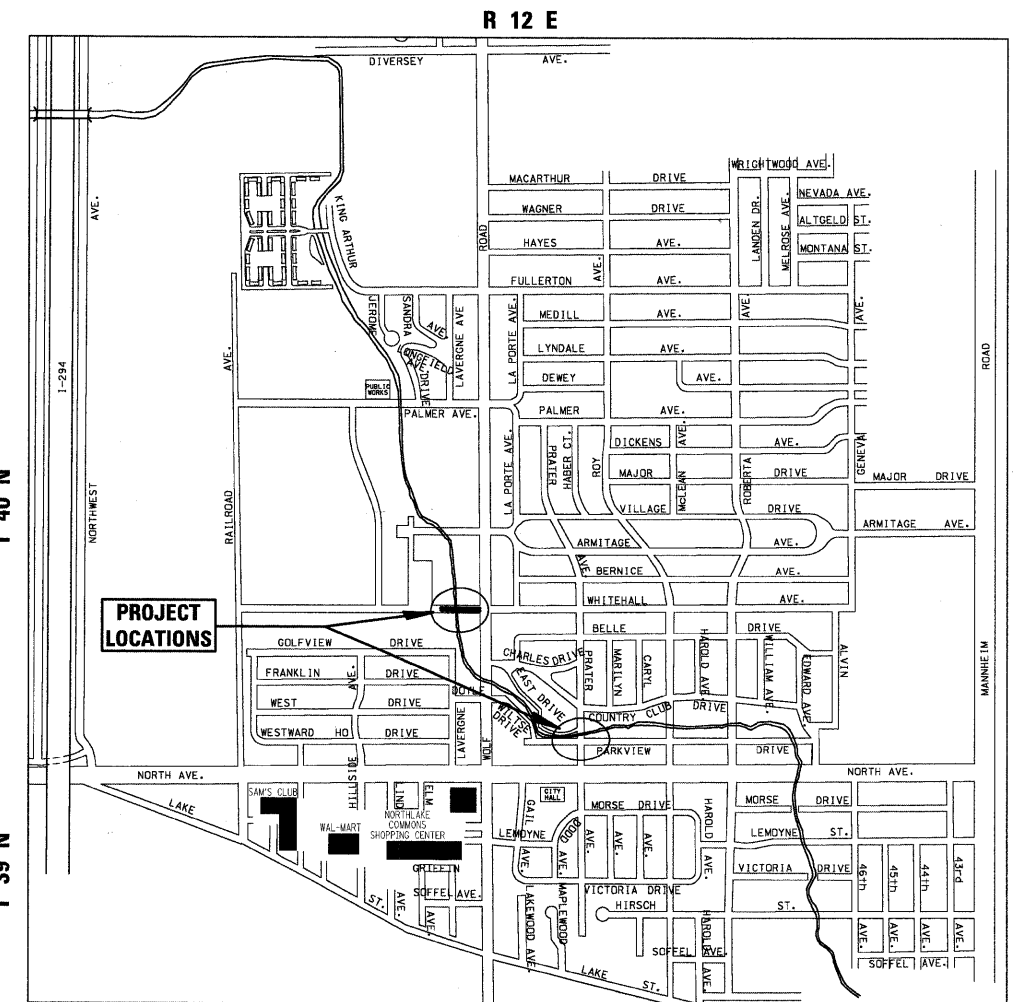 R 12 E
DIVERSEY AVE.
WRIGHTWOOD AVE.
MACARTHUR DRIVE
NEVADA AVE.
WAGNER DRIVE
ALTGELD ST.
HAYES AVE.
MONTANA ST.
LANDEN DR.
MELROSE AVE.
AVE.
KING ARTHUR
ROAD
FULLERTON AVE.
AVE.
JEROME
SANDRA
AVE.
LAVERGNE AVE
LA PORTE AVE.
MEDILL AVE.
AVE.
AVE.
LYNDALE AVE.
LONGFIELD
AVE.
DRIVE
I-294
AVE.
ROAD
DEWEY AVE.
PUBLIC
WORKS
PALMER AVE.
PALMER AVE.
DICKENS AVE.
AVE.
LA PORTE AVE.
PRATER
HABER CT.
ROY
MAJOR DRIVE
McLEAN
ROBERTA
GENEVA
MAJOR DRIVE
T 40 N
NORTHWEST
RAILROAD
VILLAGE DRIVE
ARMITAGE AVE.
ARMITAGE AVE.
AVE
BERNICE AVE.
WHITEHALL AVE.
PROJECT
LOCATIONS
BELLE DRIVE
GOLFVIEW DRIVE
CHARLES DRIVE
PRATER
MARILYN
CARYL
HAROLD AVE.
WILLIAM AVE.
EDWARD AVE.
ALVIN
MANNHEIM
FRANKLIN DRIVE
AVE.
EAST DRIVE
DOYLE
WEST DRIVE
WILTSE
DRIVE
COUNTRY CLUB DRIVE
WESTWARD HO DRIVE
LAVERGNE
WOLF
PARKVIEW DRIVE
NORTH AVE.
NORTH AVE.
HILLSIDE
LIND
ELM
SAM'S CLUB
LAKE
CITY
HALL
GAIL
AVE.
MORSE DRIVE
HAROLD
AVE.
MORSE DRIVE
WAL-MART
NORTHLAKE
COMMONS
SHOPPING CENTER
LEMOYNE
DODD
AVE.
AVE.
AVE.
AVE.
LEMOYNE ST.
T 39 N
GRIFFIN
VICTORIA DRIVE
46th
45th
44th
43rd
SOFFEL AVE.
VICTORIA DRIVE
ST.
AVE.
AVE.
LAKEWOOD AVE.
MAPLEWOOD
HIRSCH ST.
HAROLD AVE.
AVE.
AVE.
AVE.
AVE.
SOFFEL AVE.
AVE.
SOFFEL AVE.
LAKE ST.